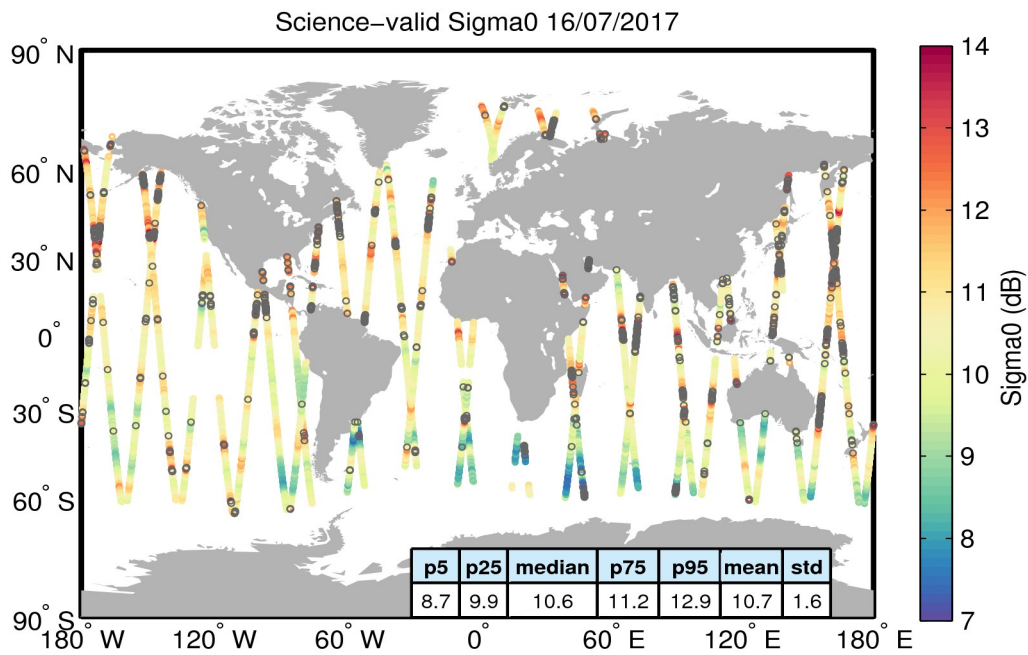 Science−valid Sigma0 16/07/2017
90° N
60° N
30° N
0°
30° S
60° S
90° S
180° W
120° W
60° W
0°
60° E
120° E
180° E
p5 p25 median p75 p95 mean std
8.7 9.9 10.6 11.2 12.9 10.7 1.6
14
13
12
11
10
9
8
7
Sigma0 (dB)